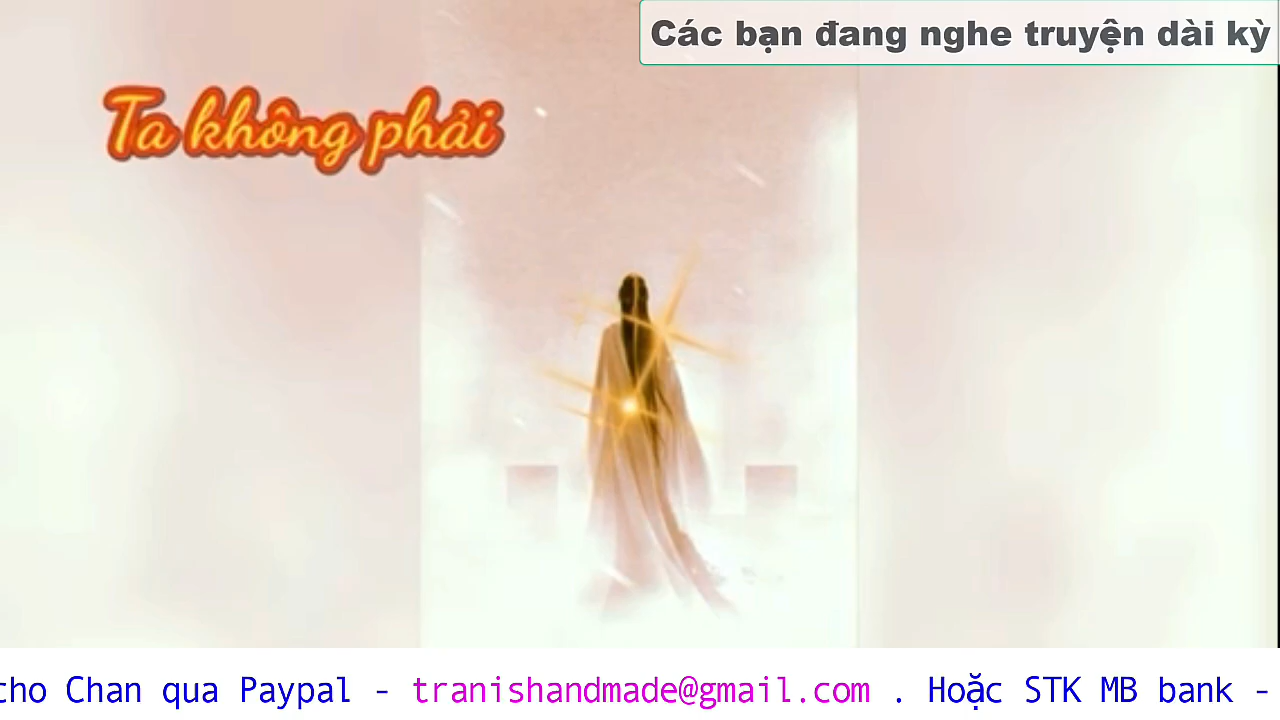 Các bạn đang nghe truyện dài kỳ
Ta không phải
cho Chan qua Paypal - tranishandmade@gmail.com . Hoặc STK MB bank -